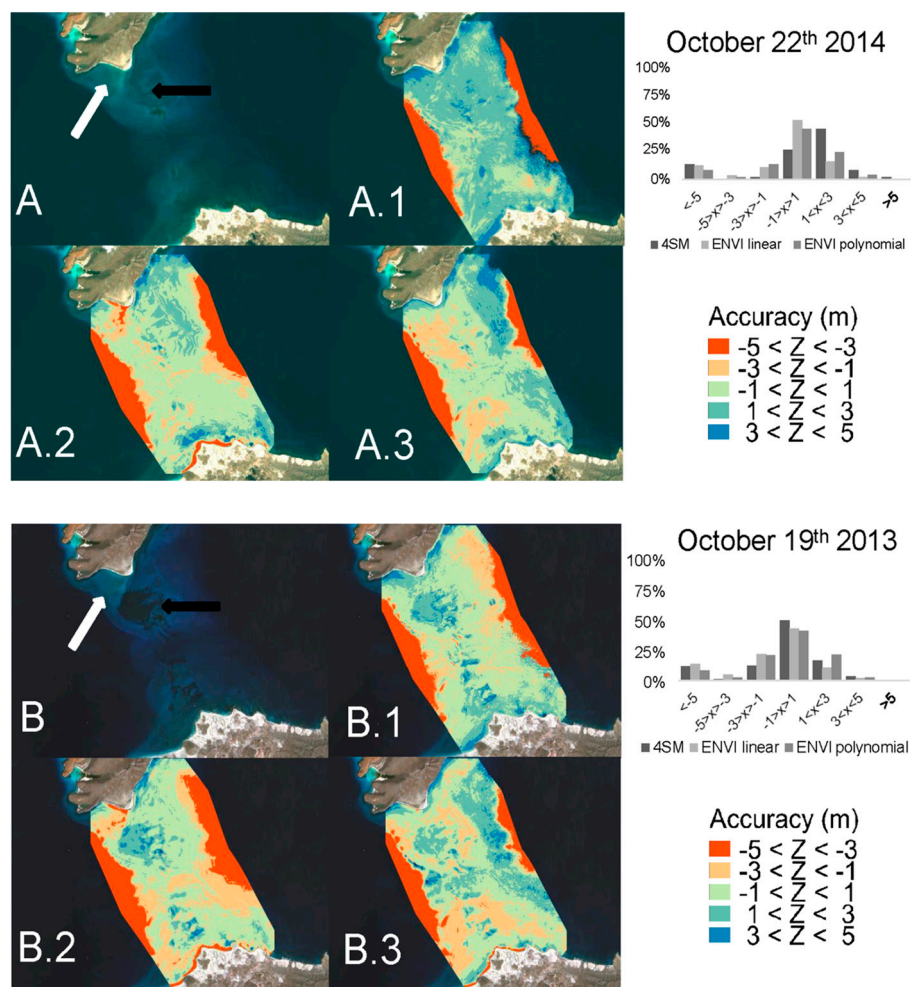 A
A.1
A.2
A.3
October 22th 2014
100%
75%
50%
25%
0%
<-5
-5>x>-3
-3>x>-1
-1>x>1
1<x<3
3<x<5
>5
4SM ENVI linear ENVI polynomial
Accuracy (m)
-5 < Z < -3
-3 < Z < -1
-1 < Z < 1
1 < Z < 3
3 < Z < 5
B
B.1
B.2
B.3
October 19th 2013
100%
75%
50%
25%
0%
<-5
-5>x>-3
-3>x>-1
-1>x>1
1<x<3
3<x<5
>5
4SM ENVI linear ENVI polynomial
Accuracy (m)
-5 < Z < -3
-3 < Z < -1
-1 < Z < 1
1 < Z < 3
3 < Z < 5